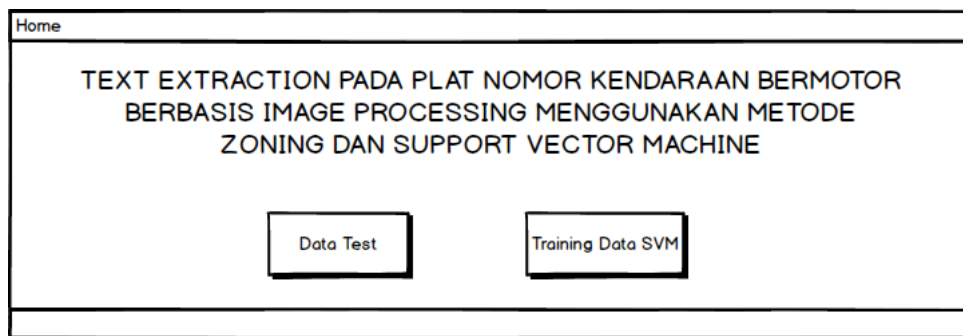 Home
TEXT EXTRACTION PADA PLAT NOMOR KENDARAAN BERMOTOR
BERBASIS IMAGE PROCESSING MENGGUNAKAN METODE
ZONING DAN SUPPORT VECTOR MACHINE
Data Test
Training Data SVM